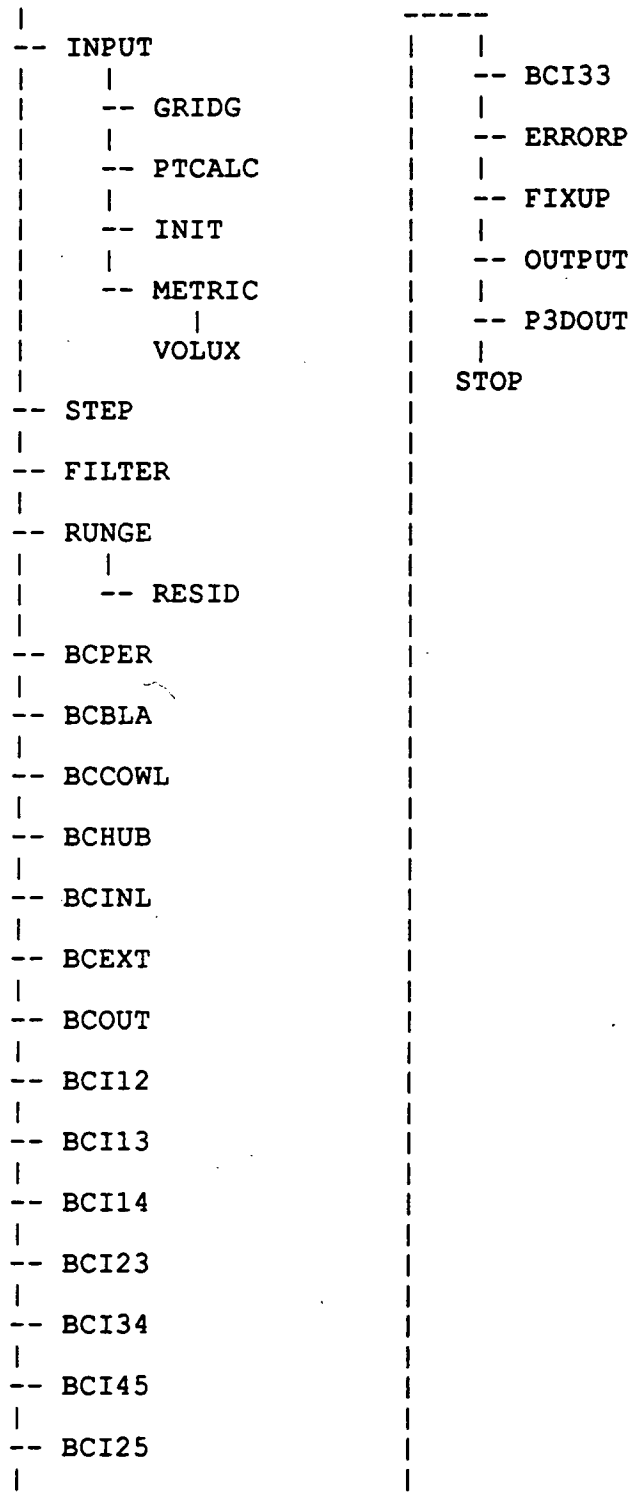 INPUT
GRIDG
PTCALC
INIT
METRIC
VOLUX
STEP
FILTER
RUNGE
RESID
BCPER
BCBLA
BCCOWL
BCHUB
BCINL
BCEXT
BCOUT
BCI12
BCI13
BCI14
BCI23
BCI34
BCI45
BCI25
BCI33
ERRORP
FIXUP
OUTPUT
P3DOUT
STOP